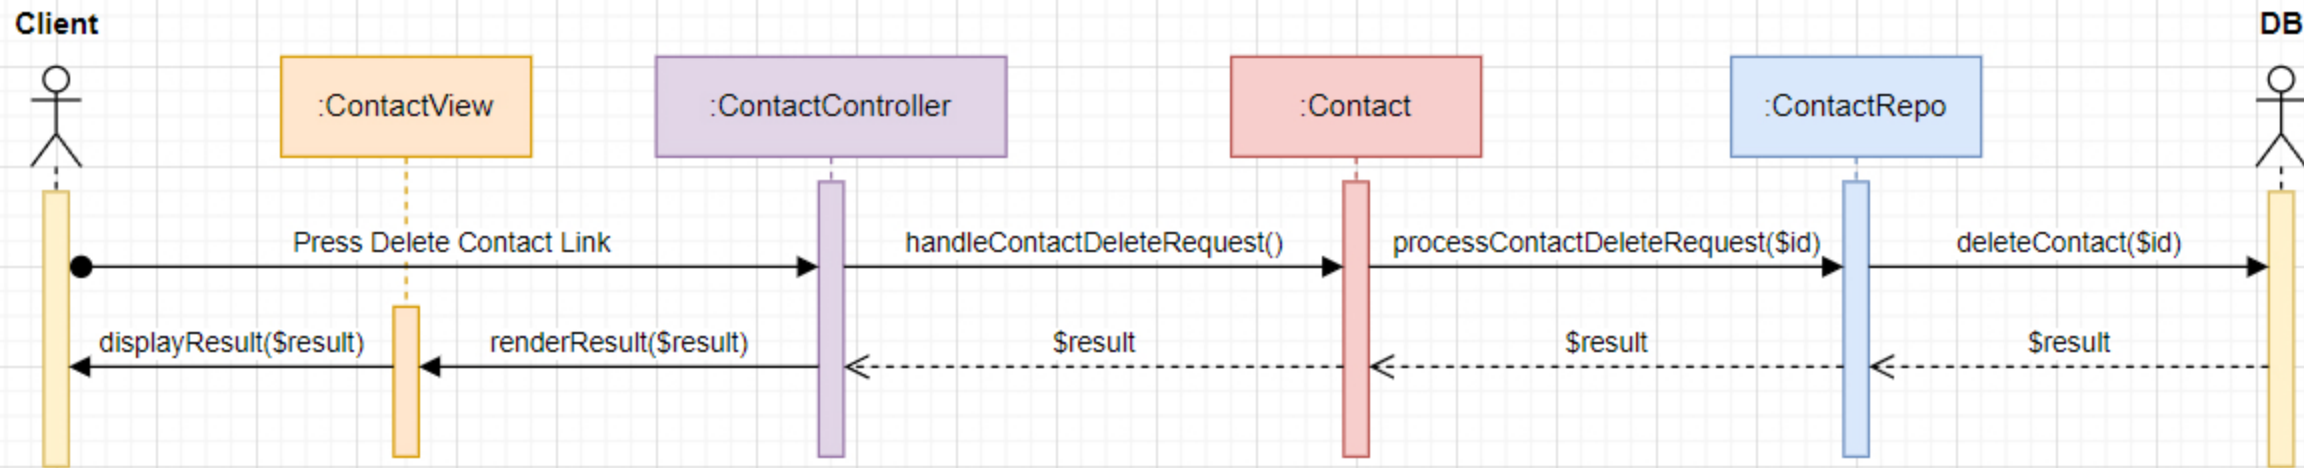 Client
DB
:ContactView
:ContactController
:Contact
:ContactRepo
Press Delete Contact Link
handleContactDeleteRequest()
processContactDeleteRequest($id)
deleteContact($id)
displayResult($result)
renderResult($result)
$result
$result
$result